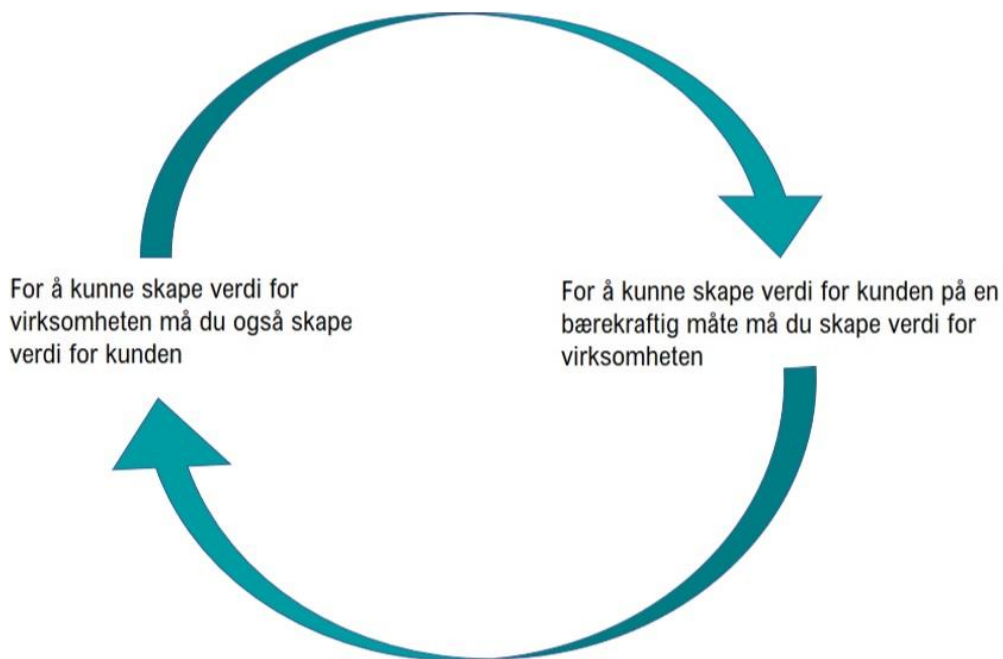 For å kunne skape verdi for
virksomheten må du også skape
verdi for kunden
For å kunne skape verdi for kunden på en
bærekraftig måte må du skape verdi for
virksomheten